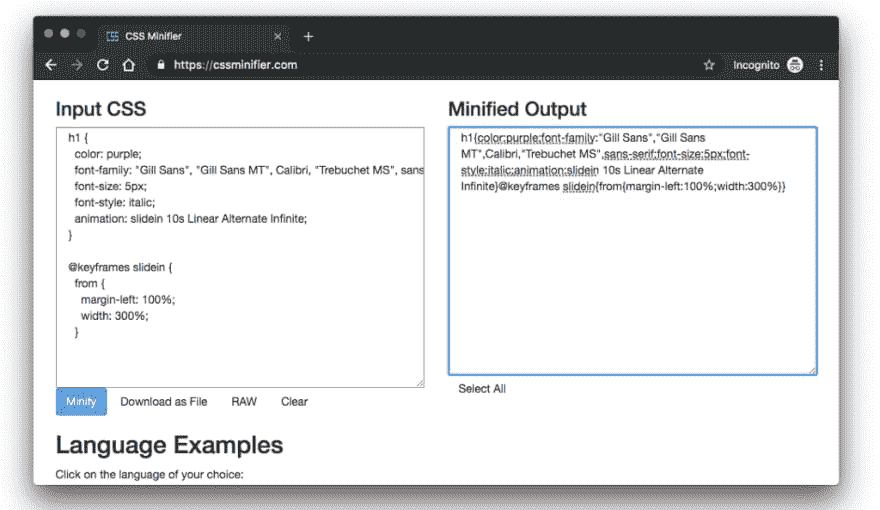 CSS Minifier
https://cssminifier.com
Incognito
Input CSS
h1 {
color: purple;
font-family: "Gill Sans", "Gill Sans MT", Calibri, "Trebuchet MS", sans
font-size: 5px;
font-style: italic;
animation: slidein 10s Linear Alternate Infinite;
}
@keyframes slidein {
from {
margin-left: 100%;
width: 300%;
}
Minify
Download as File
RAW
Clear
Minified Output
h1{color:purple;font-family:"Gill Sans","Gill Sans
MT",Calibri,"Trebuchet MS",sans-serif;font-size:5px;font-
style:italic;animation:slidein 10s Linear Alternate
Infinite}@keyframes slidein{from{margin-left:100%;width:300%}}
Select All
Language Examples
Click on the language of your choice: